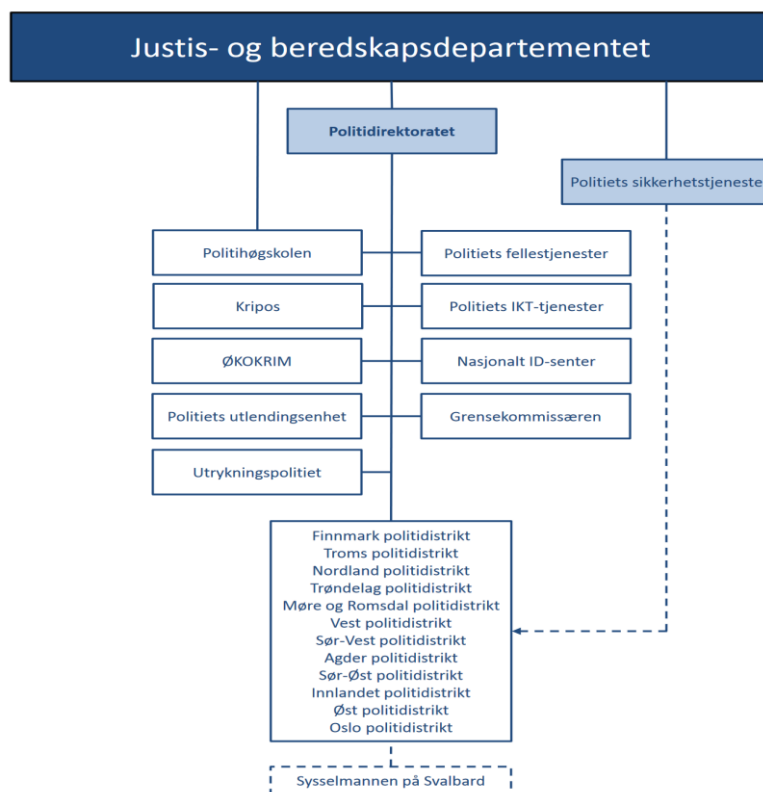 Justis- og beredskapsdepartementet
Politidirektoratet
Politiets sikkerhetstjeneste
Politihøgskolen
Politiets fellestjenester
Kripos
Politiets IKT-tjenester
ØKOKRIM
Nasjonalt ID-senter
Politiets utlendingsenhet
Grensekommissæren
Utrykningspolitiet
Finnmark politidistrikt
Troms politidistrikt
Nordland politidistrikt
Trøndelag politidistrikt
Møre og Romsdal politidistrikt
Vest politidistrikt
Sør-Vest politidistrikt
Agder politidistrikt
Sør-Øst politidistrikt
Innlandet politidistrikt
Øst politidistrikt
Oslo politidistrikt
Sysselmannen på Svalbard